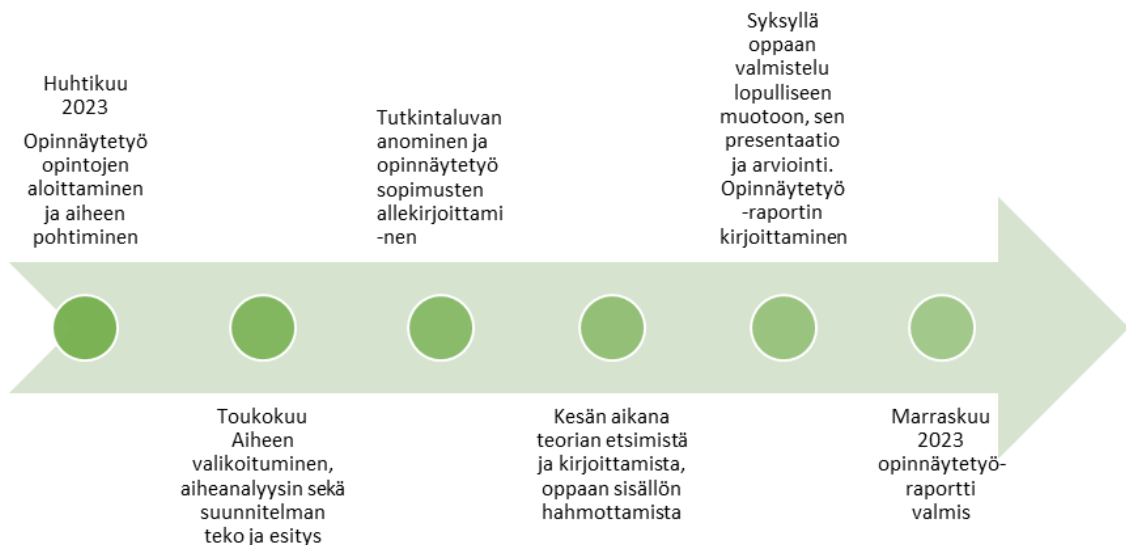 Huhtikuu
2023
Opinnäytetyö
opintojen
aloittaminen
ja aiheen
pohtiminen
Toukokuu
Aiheen
valikoituminen,
aiheanalyysin sekä
suunnitelman
teko ja esitys
Tutkintaluvan
anominen ja
opinnäytetyö
sopimusten
allekirjoittami
-nen
Kesän aikana
teorian etsimistä
ja kirjoittamista,
oppaan sisällön
hahmottamista
Syksyllä
oppaan
valmistelu
lopulliseen
muotoon, sen
presentaatio
ja arviointi.
Opinnäytetyö
-raportin
kirjoittaminen
Marraskuu
2023
opinnäytetyö-
raportti
valmis